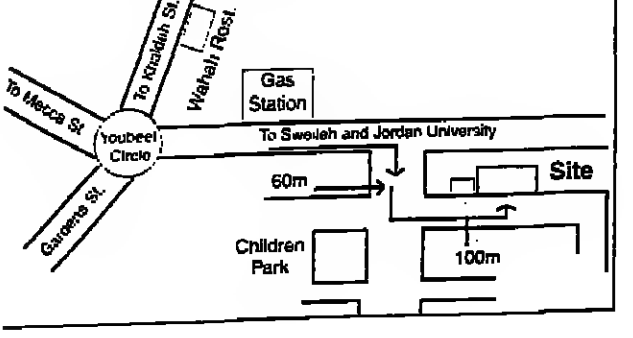 To Khaldah St.
Wahah Rost.
To Mecca St
Gas
Station
Youbeel
Circle
To Sweileh and Jordan University
60m
Site
Gardens St.
Children
Park
100m